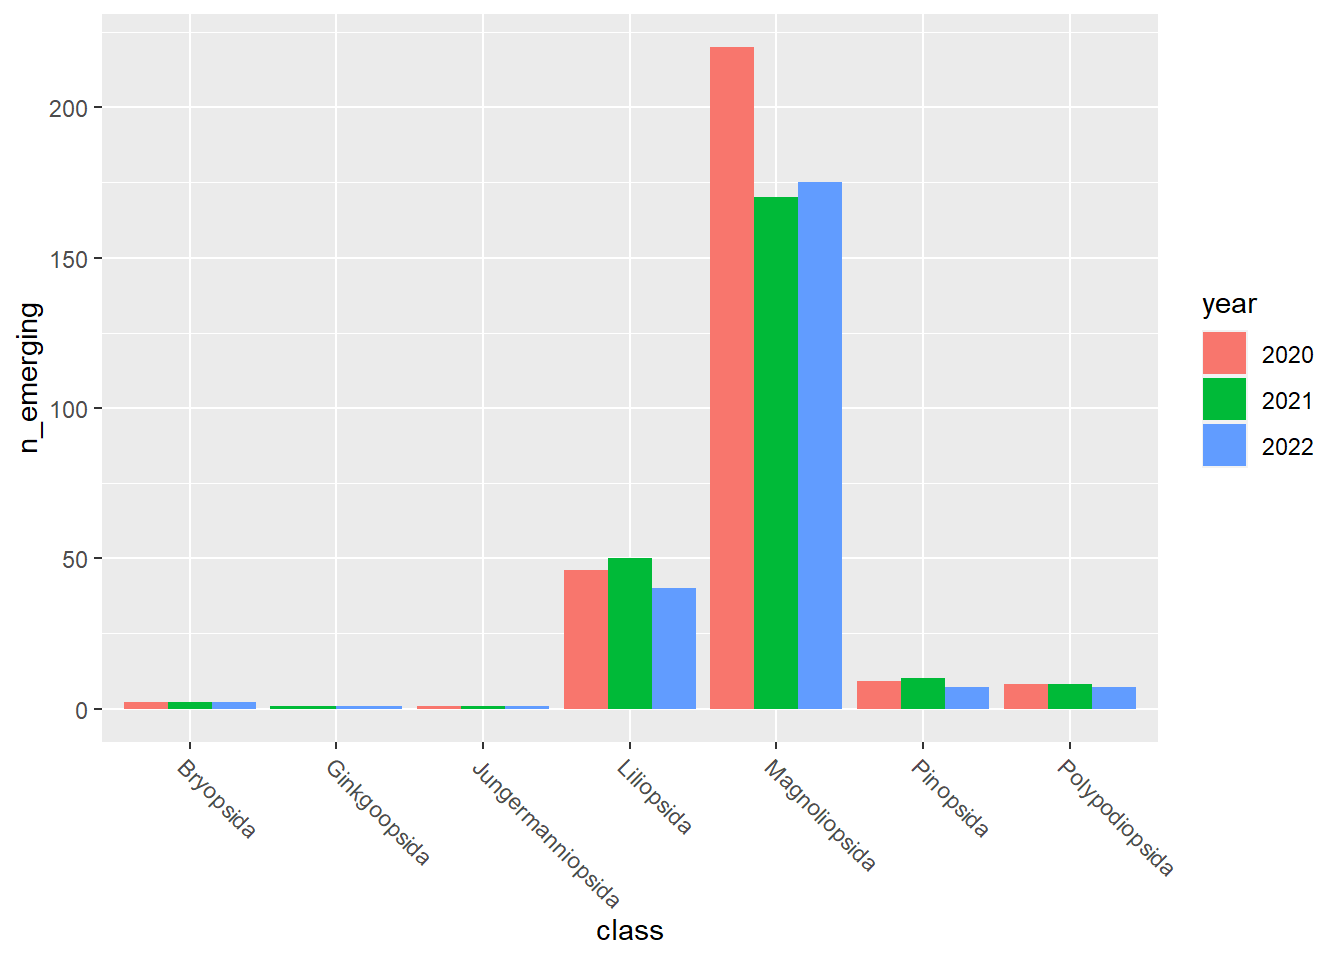 n_emerging
200
150
100
50
0
Bryopsida
Ginkgoopsida
Jungermanniopsida
Liliopsida
Magnoliopsida
Pinopsida
Polypodiopsida
class
year
2020
2021
2022